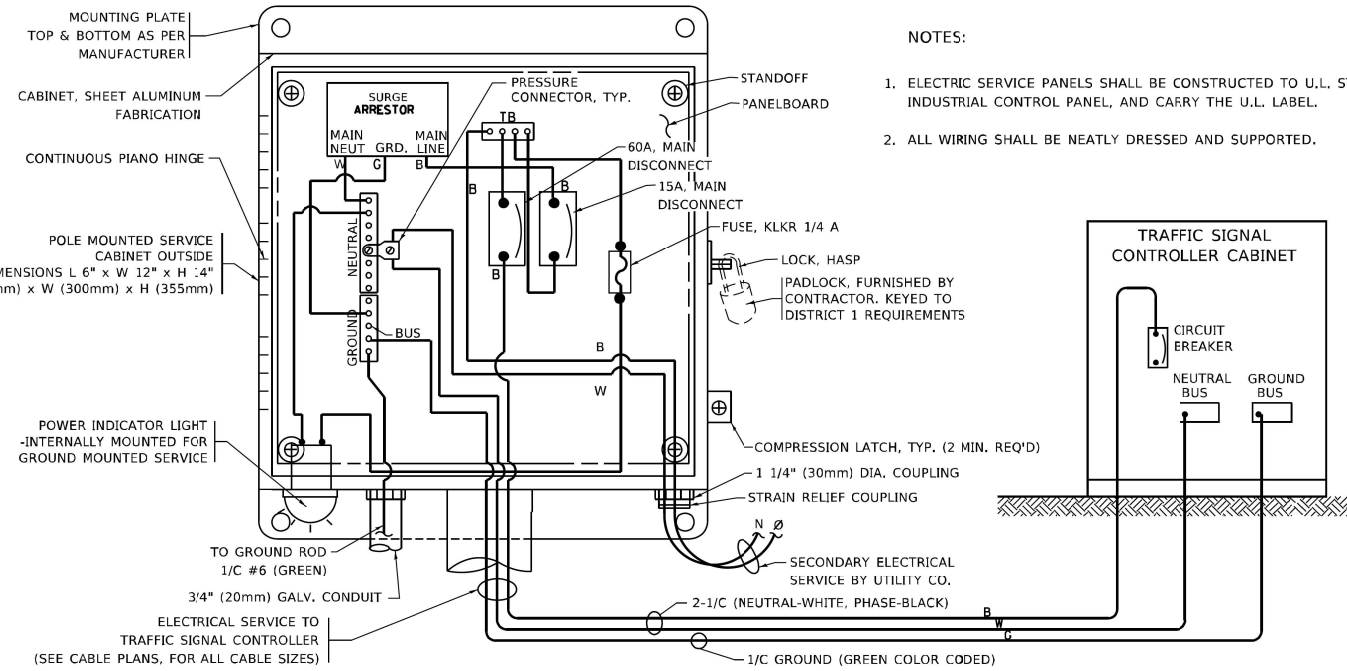 MOUNTING PLATE
TOP & BOTTOM AS PER
MANUFACTURER
CABINET, SHEET ALUMINUM
FABRICATION
CONTINUOUS PIANO HINGE
POLE MOUNTED SERVICE
CABINET OUTSIDE
MENSIONS L 6" x W 12" x H 14"
mm) x W (300mm) x H (355mm)
POWER INDICATOR LIGHT
-INTERNALLY MOUNTED FOR
GROUND MOUNTED SERVICE
TO GROUND ROD
1/C #6 (GREEN)
3/4" (20mm) GALV. CONDUIT
ELECTRICAL SERVICE TO
TRAFFIC SIGNAL CONTROLLER
(SEE CABLE PLANS, FOR ALL CABLE SIZES)
SURGE
ARRESTOR
MAIN
NEUT
GRD.
MAIN
LINE
W
G
B
PRESSURE
CONNECTOR, TYP.
TB
B
B
B
NEUTRAL
GROUND
BUS
B
W
STANDOFF
PANELBOARD
60A, MAIN
DISCONNECT
15A, MAIN
DISCONNECT
FUSE, KLKR 1/4 A
LOCK, HASP
PADLOCK, FURNISHED BY
CONTRACTOR. KEYED TO
DISTRICT 1 REQUIREMENTS
COMPRESSION LATCH, TYP. (2 MIN. REQ'D)
1 1/4" (30mm) DIA. COUPLING
STRAIN RELIEF COUPLING
N Ø
SECONDARY ELECTRICAL
SERVICE BY UTILITY CO.
2-1/C (NEUTRAL-WHITE, PHASE-BLACK)
B
W
G
1/C GROUND (GREEN COLOR CODED)
NOTES:
1. ELECTRIC SERVICE PANELS SHALL BE CONSTRUCTED TO U.L.
INDUSTRIAL CONTROL PANEL, AND CARRY THE U.L. LABEL.
2. ALL WIRING SHALL BE NEATLY DRESSED AND SUPPORTED.
TRAFFIC SIGNAL
CONTROLLER CABINET
CIRCUIT
BREAKER
NEUTRAL
BUS
GROUND
BUS